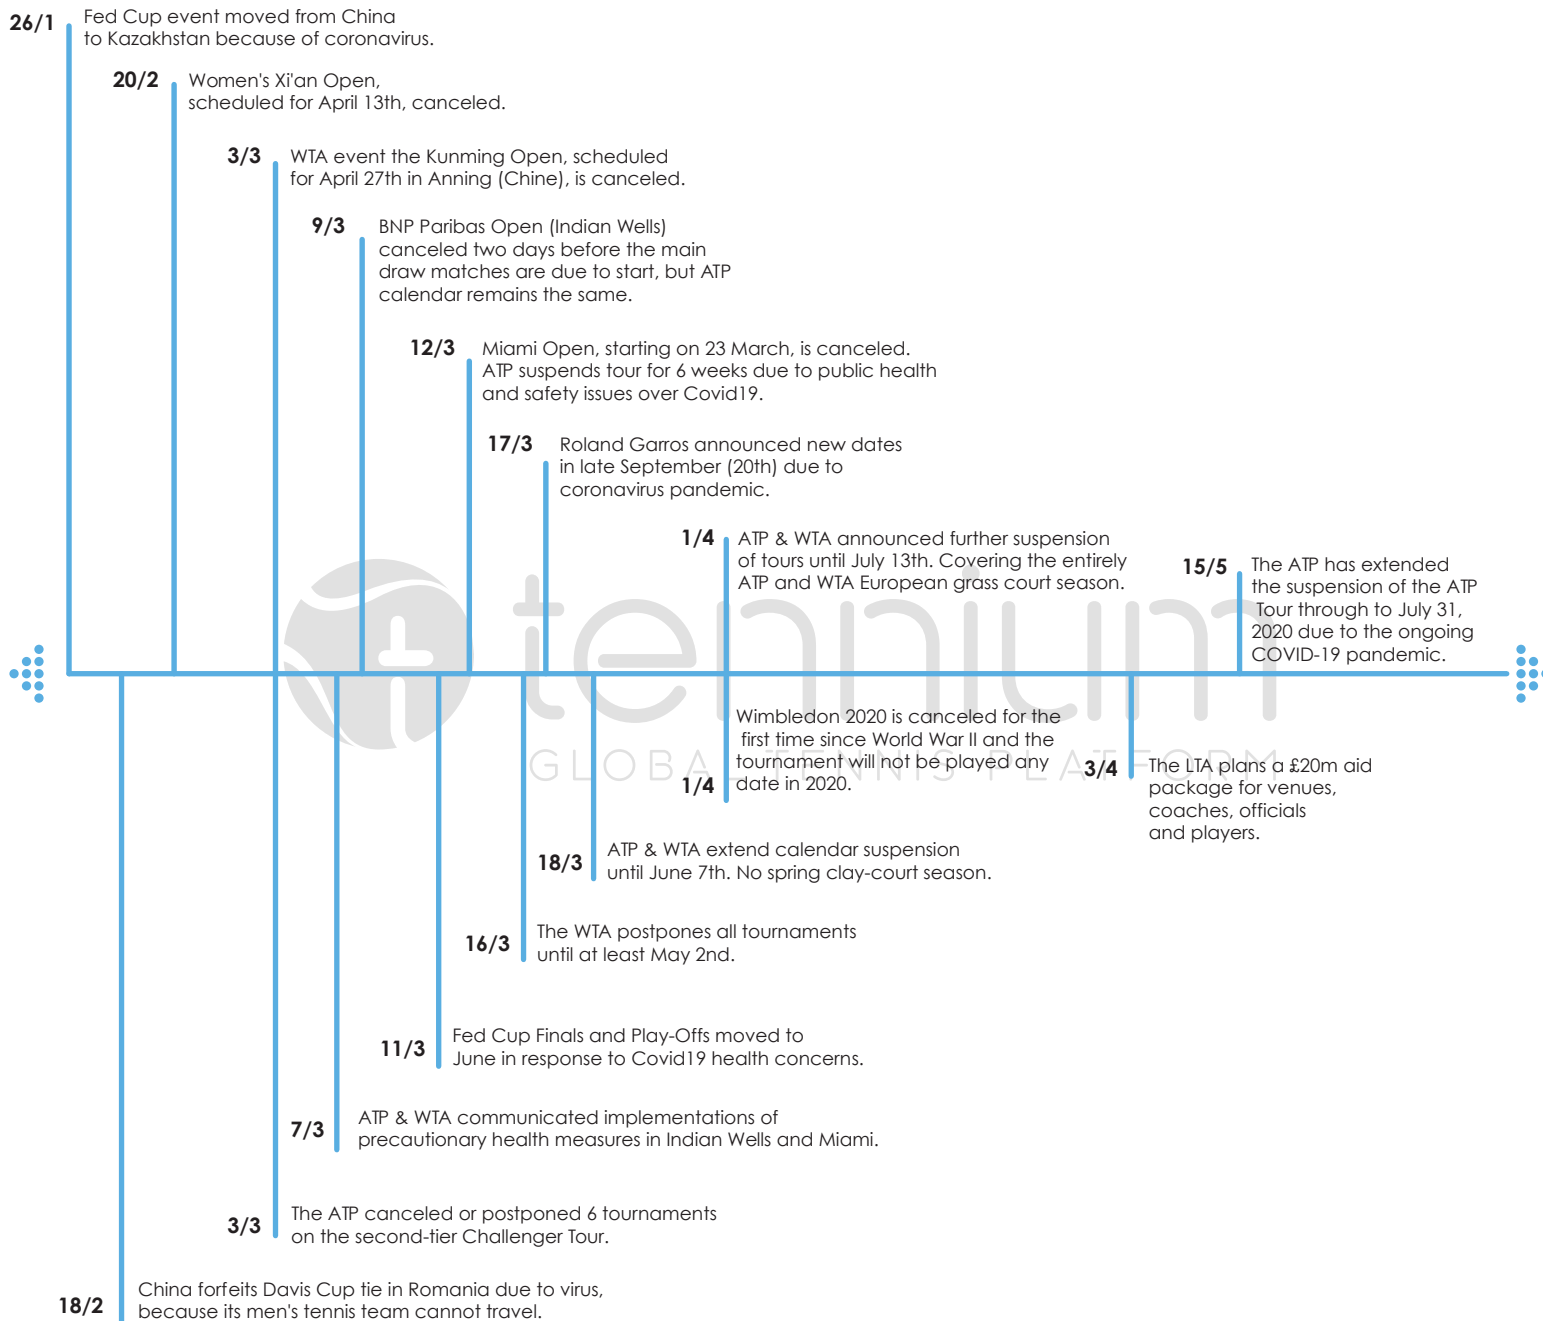 26/1
Fed Cup event moved from China
to Kazakhstan because of coronavirus.
20/2
Women's Xi'an Open,
scheduled for April 13th, canceled.
3/3
WTA event the Kunming Open, scheduled
for April 27th in Anning (Chine), is canceled.
9/3
BNP Paribas Open (Indian Wells)
canceled two days before the main
draw matches are due to start, but ATP
calendar remains the same.
12/3
Miami Open, starting on 23 March, is canceled.
ATP suspends tour for 6 weeks due to public health
and safety issues over Covid19.
17/3
Roland Garros announced new dates
in late September (20th) due to
coronavirus pandemic.
1/4
ATP & WTA announced further suspension
of tours until July 13th. Covering the entirely
ATP and WTA European grass court season.
15/5
The ATP has extended
the suspension of the ATP
Tour through to July 31,
2020 due to the ongoing
COVID-19 pandemic.
tennium
GLOBAL TENNIS PLATFORM
Wimbledon 2020 is canceled for the
first time since World War II and the
tournament will not be played any
date in 2020.
1/4
3/4
The LTA plans a £20m aid
package for venues,
coaches, officials
and players.
18/3
ATP & WTA extend calendar suspension
until June 7th. No spring clay-court season.
16/3
The WTA postpones all tournaments
until at least May 2nd.
11/3
Fed Cup Finals and Play-Offs moved to
June in response to Covid19 health concerns.
7/3
ATP & WTA communicated implementations of
precautionary health measures in Indian Wells and Miami.
3/3
The ATP canceled or postponed 6 tournaments
on the second-tier Challenger Tour.
18/2
China forfeits Davis Cup tie in Romania due to virus,
because its men's tennis team cannot travel.